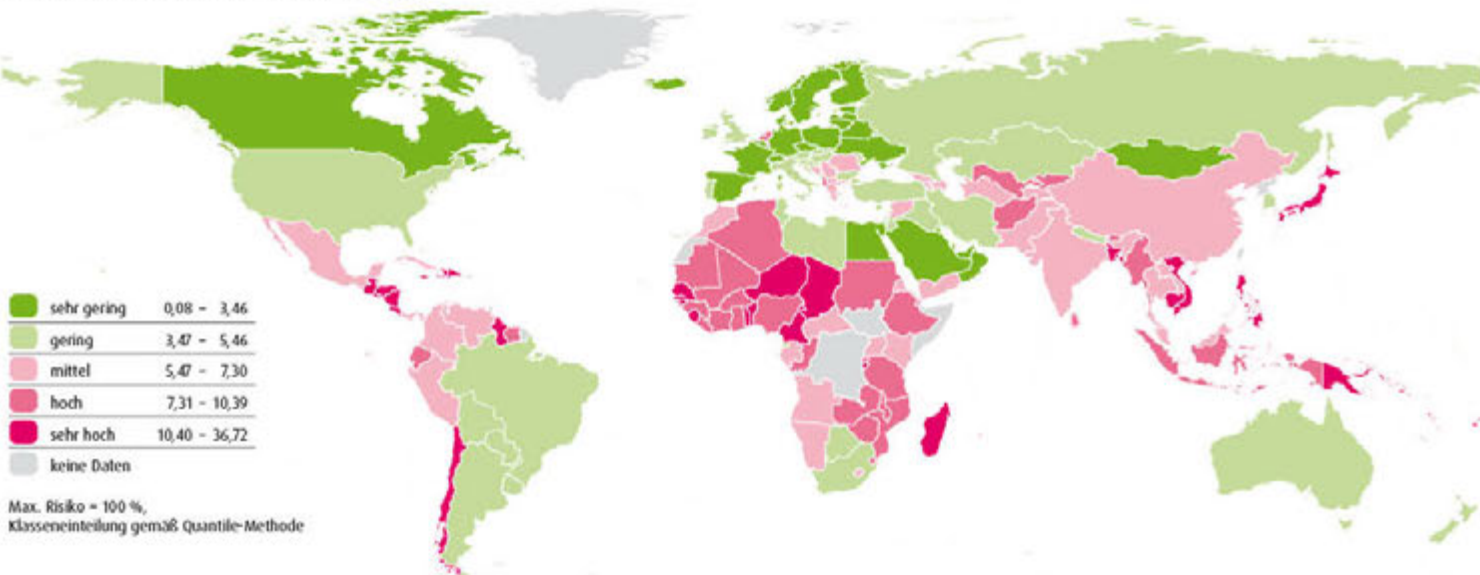 sehr gering 0,08 – 3,46
gering 3,47 – 5,46
mittel 5,47 – 7,30
hoch 7,31 – 10,39
sehr hoch 10,40 – 36,72
keine Daten
Max. Risiko = 100 %,
Klasseneinteilung gemäß Quantile-Methode